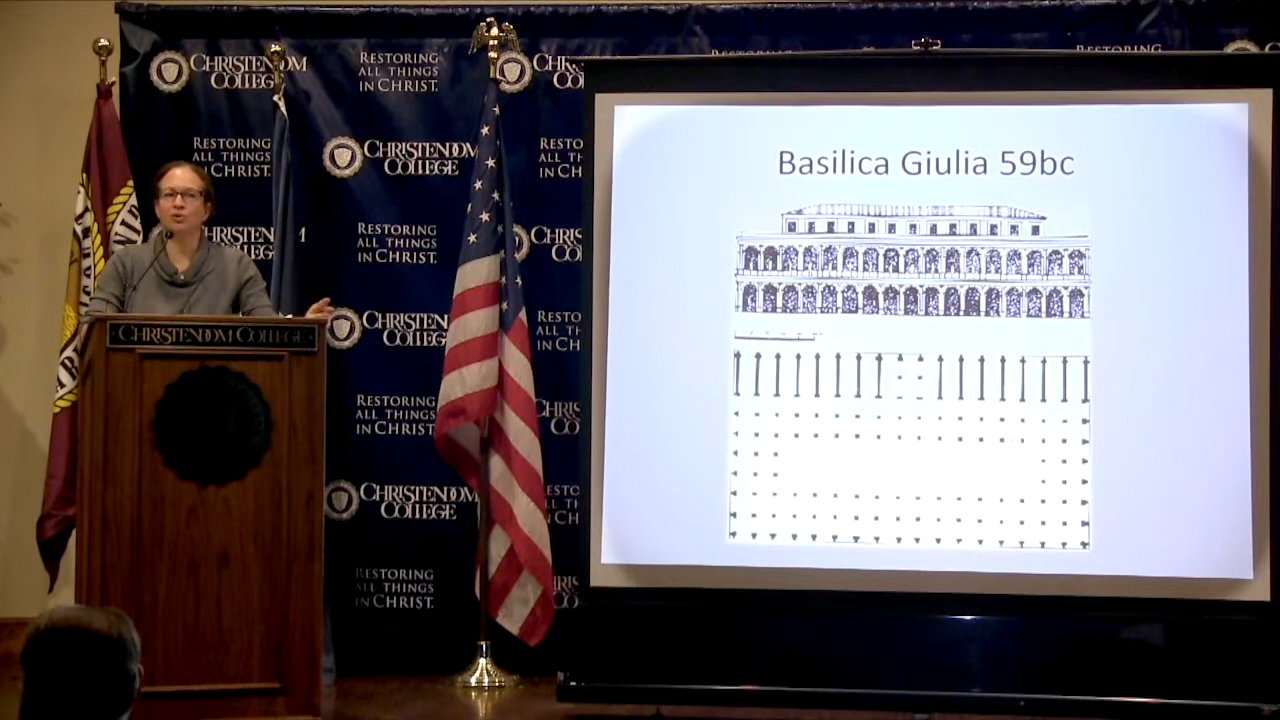 CHRISTENDOM
COLLEGE
RESTORING
ALL THINGS
IN CHRIST.
RESTORING
ALL THINGS
IN CHRIST.
CHRISTENDOM
COLLEGE
RESTORING
ALL THINGS
IN CHRIST.
CHRISTENDOM
COLLEGE
RESTORING
ALL THINGS
IN CHRIST.
CHRISTENDOM
COLLEGE
RESTORING
ALL THINGS
IN CHRIST.
CHRISTENDOM COLLEGE
Basilica Giulia 59bc